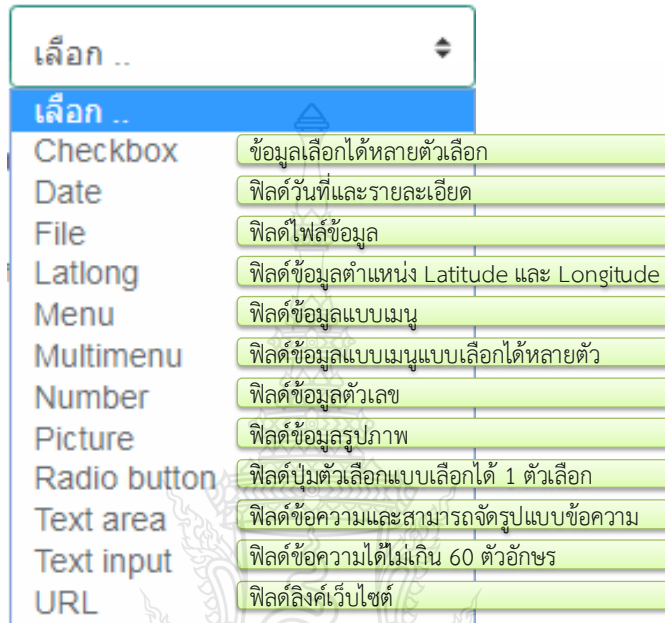 เลือก ..
เลือก ..
Checkbox ข้อมูลเลือกได้หลายตัวเลือก
Date ฟิลด์วันที่และรายละเอียด
File ฟิลด์ไฟล์ข้อมูล
Latlong ฟิลด์ข้อมูลตำแหน่ง Latitude และ Longitude
Menu ฟิลด์ข้อมูลแบบเมนู
Multimenu ฟิลด์ข้อมูลแบบเมนูแบบเลือกได้หลายตัว
Number ฟิลด์ข้อมูลตัวเลข
Picture ฟิลด์ข้อมูลรูปภาพ
Radio button ฟิลด์ปุ่มตัวเลือกแบบเลือกได้ 1 ตัวเลือก
Text area ฟิลด์ข้อความและสามารถจัดรูปแบบข้อความ
Text input ฟิลด์ข้อความได้ไม่เกิน 60 ตัวอักษร
URL ฟิลด์ลิงค์เว็บไซต์